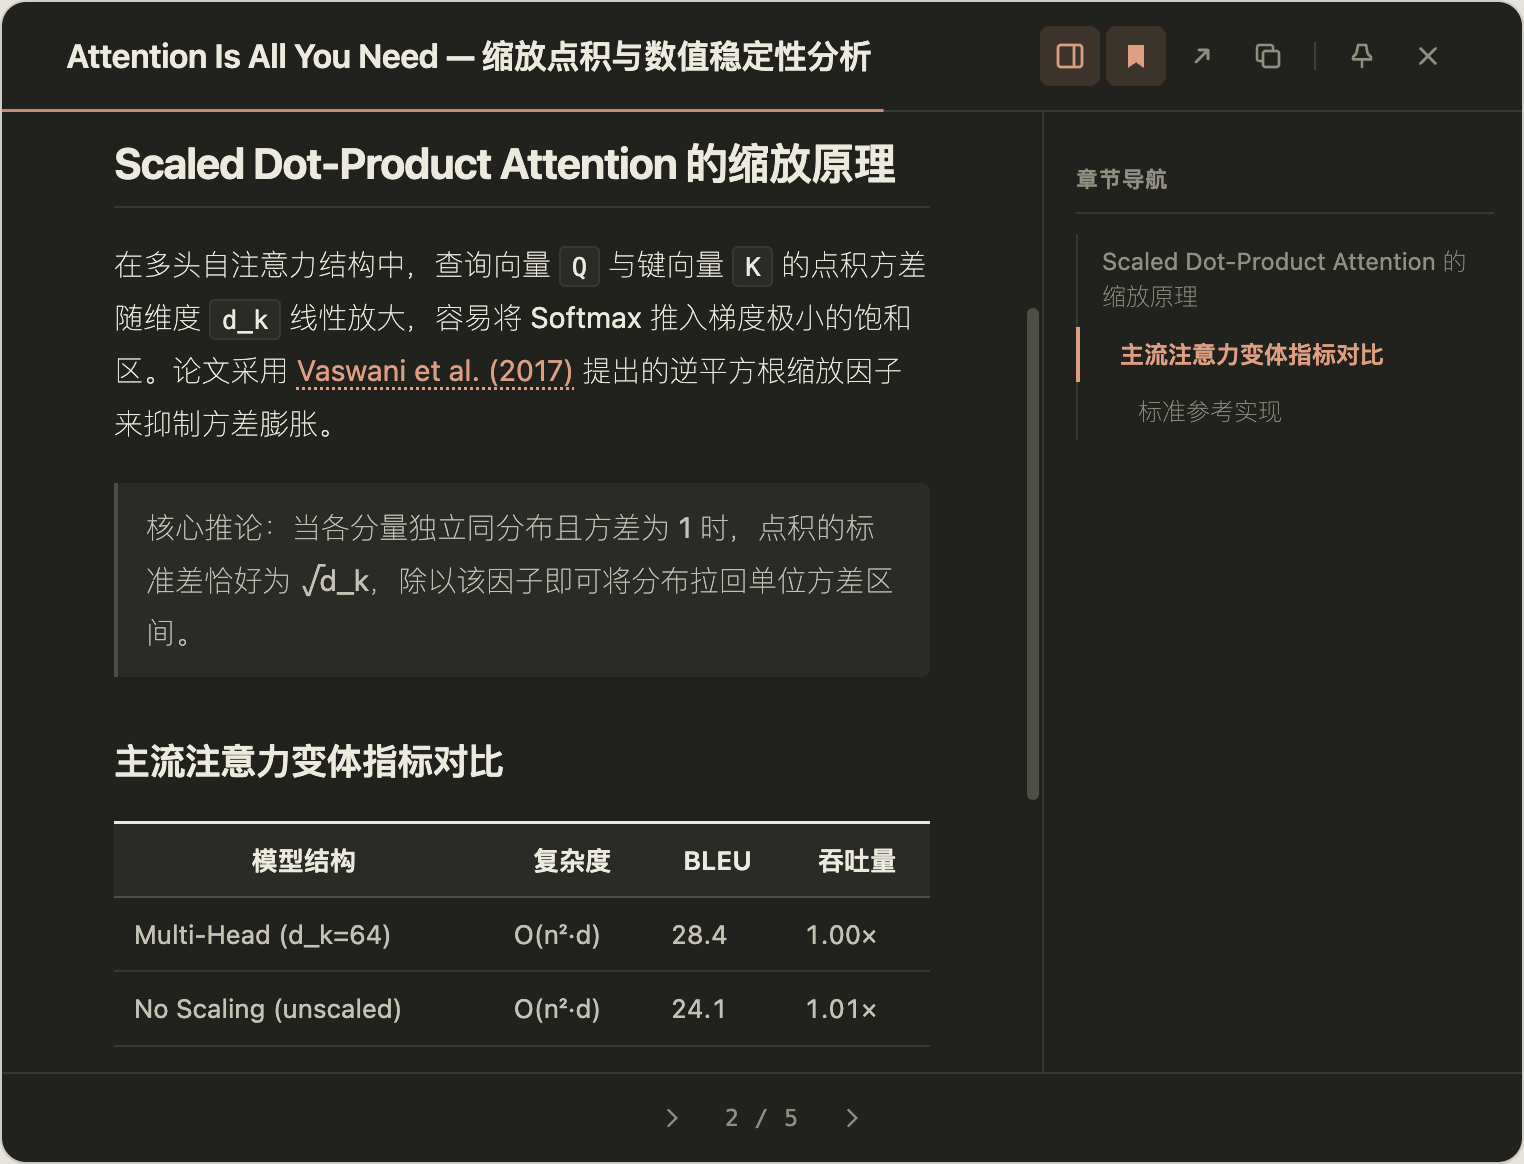 Attention Is All You Need — 缩放点积与数值稳定性分析
Scaled Dot-Product Attention 的缩放原理
在多头自注意力结构中，查询向量 Q 与键向量 K 的点积方差
随维度 d_k 线性放大，容易将 Softmax 推入梯度极小的饱和
区。论文采用 Vaswani et al. (2017) 提出的逆平方根缩放因子
来抑制方差膨胀。
核心推论：当各分量独立同分布且方差为 1 时，点积的标
准差恰好为 √d_k，除以该因子即可将分布拉回单位方差区
间。
主流注意力变体指标对比
模型结构 复杂度 BLEU 吞吐量
Multi-Head (d_k=64) O(n²·d) 28.4 1.00×
No Scaling (unscaled) O(n²·d) 24.1 1.01×
章节导航
Scaled Dot-Product Attention 的
缩放原理
主流注意力变体指标对比
标准参考实现
2 / 5